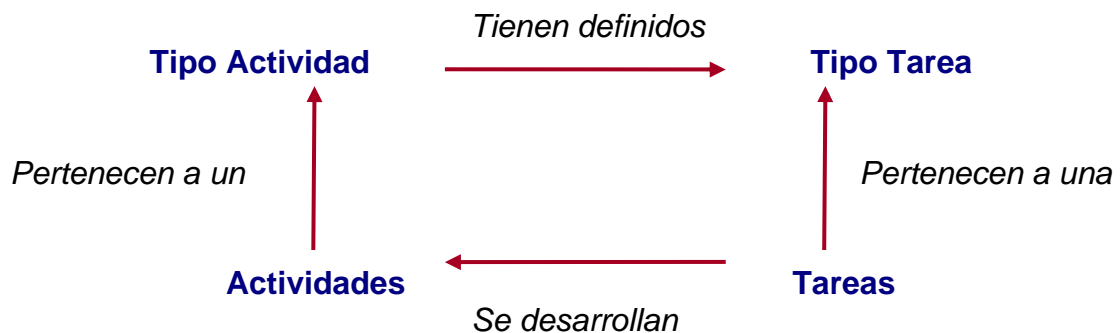 Tienen definidos
Tipo Actividad
Tipo Tarea
Pertenecen a un
Pertenecen a una
Actividades
Tareas
Se desarrollan